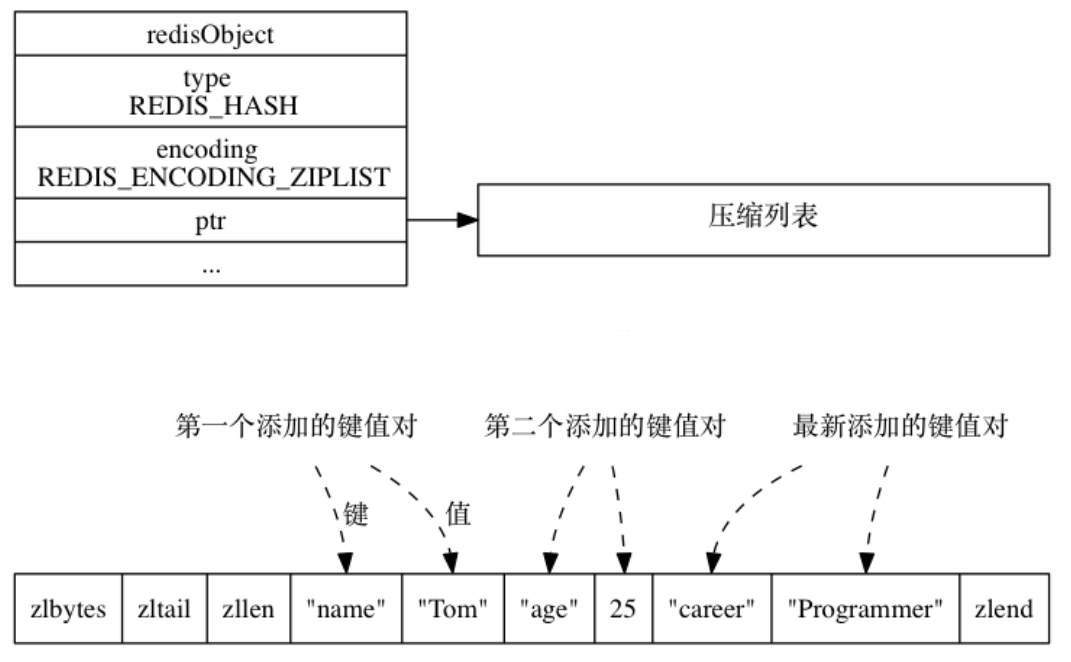 redisObject
type
REDIS_HASH
encoding
REDIS_ENCODING_ZIPLIST
ptr
...
压缩列表
第一个添加的键值对 第二个添加的键值对 最新添加的键值对
键 值
zlbytes zltail zllen "name" "Tom" "age" 25 "career" "Programmer" zlend